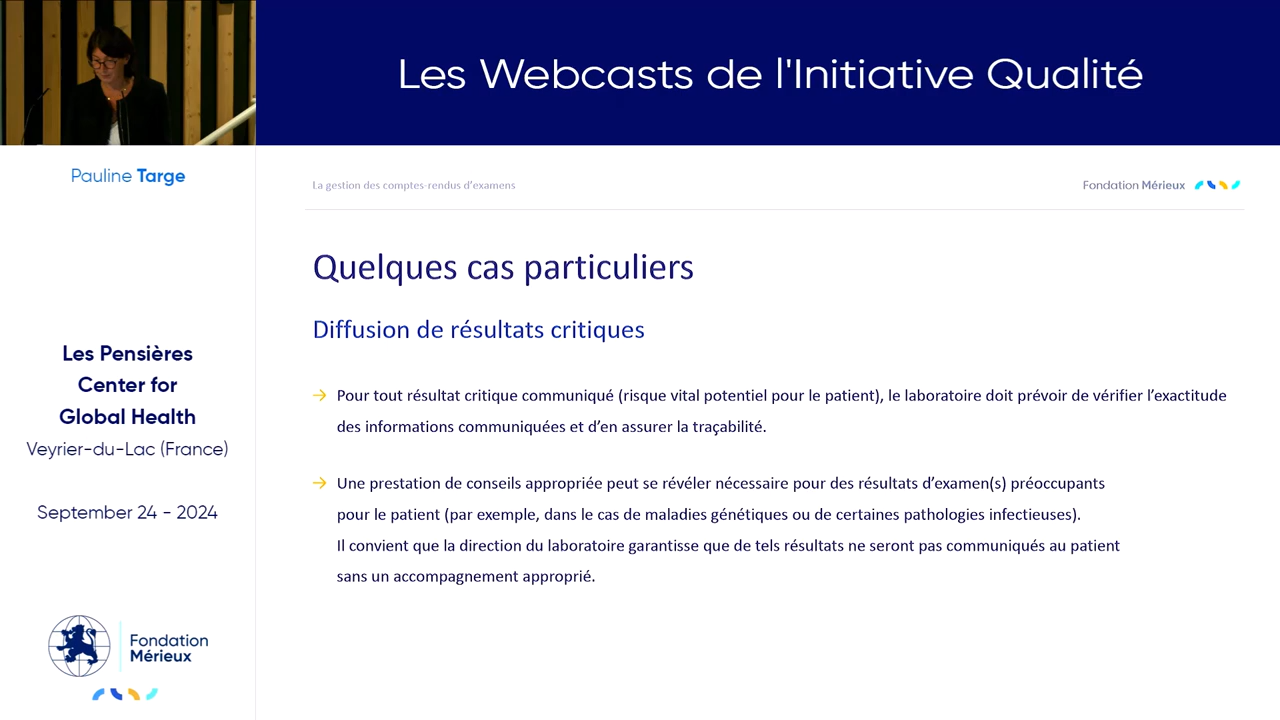 Les Webcasts de l'Initiative Qualité
Pauline Targe
Les Pensières
Center for
Global Health
Veyrier-du-Lac (France)
September 24 - 2024
Fondation
Mérieux
La gestion des comptes-rendus d'examens
Fondation Mérieux
Quelques cas particuliers
Diffusion de résultats critiques
→ Pour tout résultat critique communiqué (risque vital potentiel pour le patient), le laboratoire doit prévoir de vérifier l'exactitude
des informations communiquées et d'en assurer la traçabilité.
→ Une prestation de conseils appropriée peut se révéler nécessaire pour des résultats d'examen(s) préoccupants
pour le patient (par exemple, dans le cas de maladies génétiques ou de certaines pathologies infectieuses).
Il convient que la direction du laboratoire garantisse que de tels résultats ne seront pas communiqués au patient
sans un accompagnement approprié.